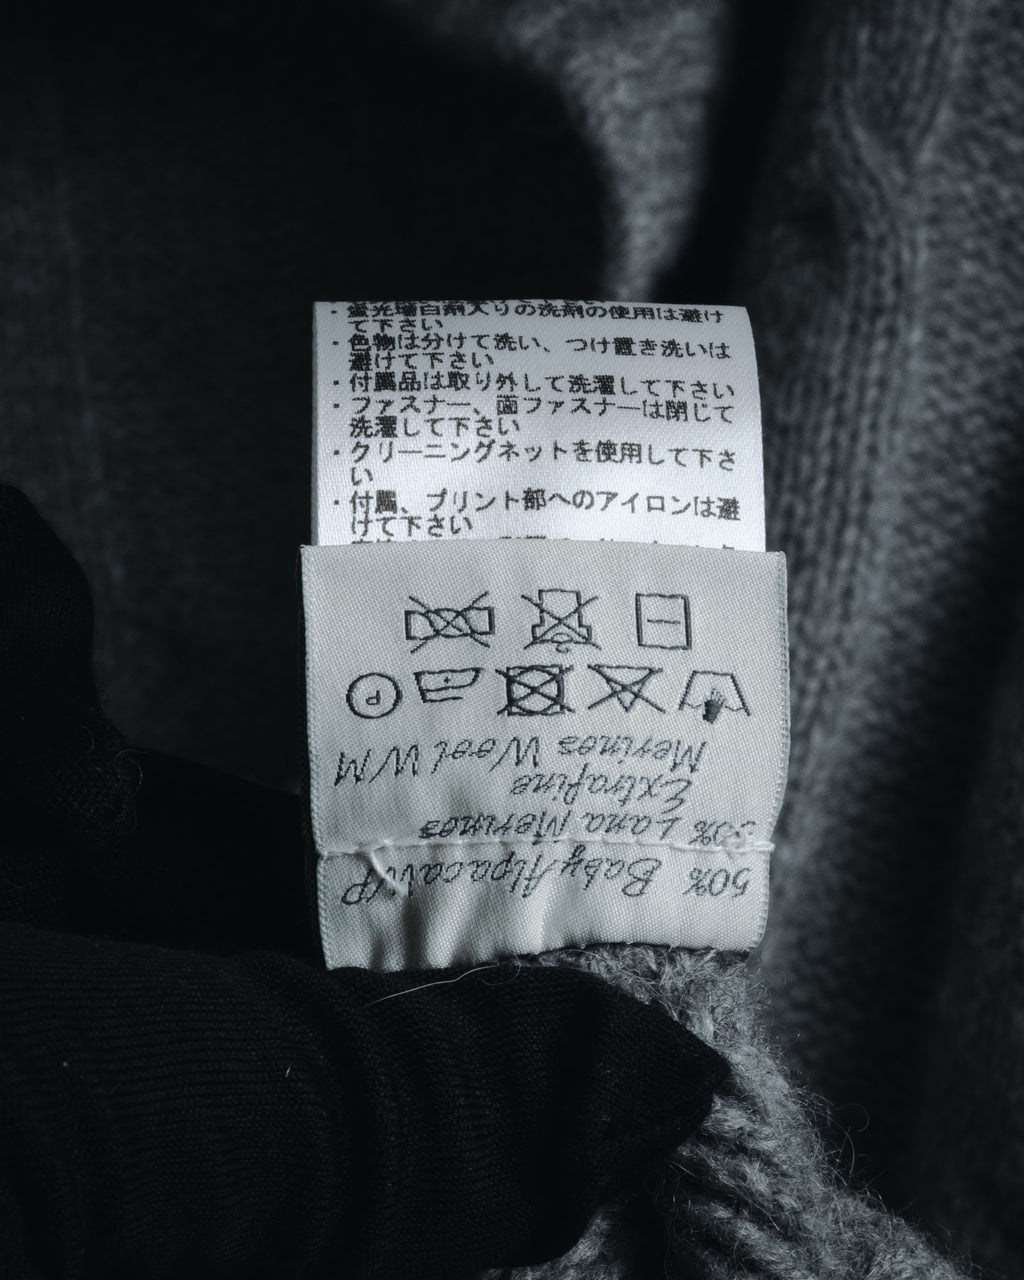 ・蛍光増白剤入りの洗剤の使用は避け
て下さい
・色物は分けて洗い、つけ置き洗いは
避けて下さい
・付属品は取り外して洗濯して下さい
・ファスナー、面ファスナーは閉じて
洗濯して下さい
・クリーニングネットを使用して下さ
い
・付属、プリント部へのアイロンは避
けて下さい
50% Baby Alpaca WP
Lana Merinos
Extrafine
Merinos Wool WM
P